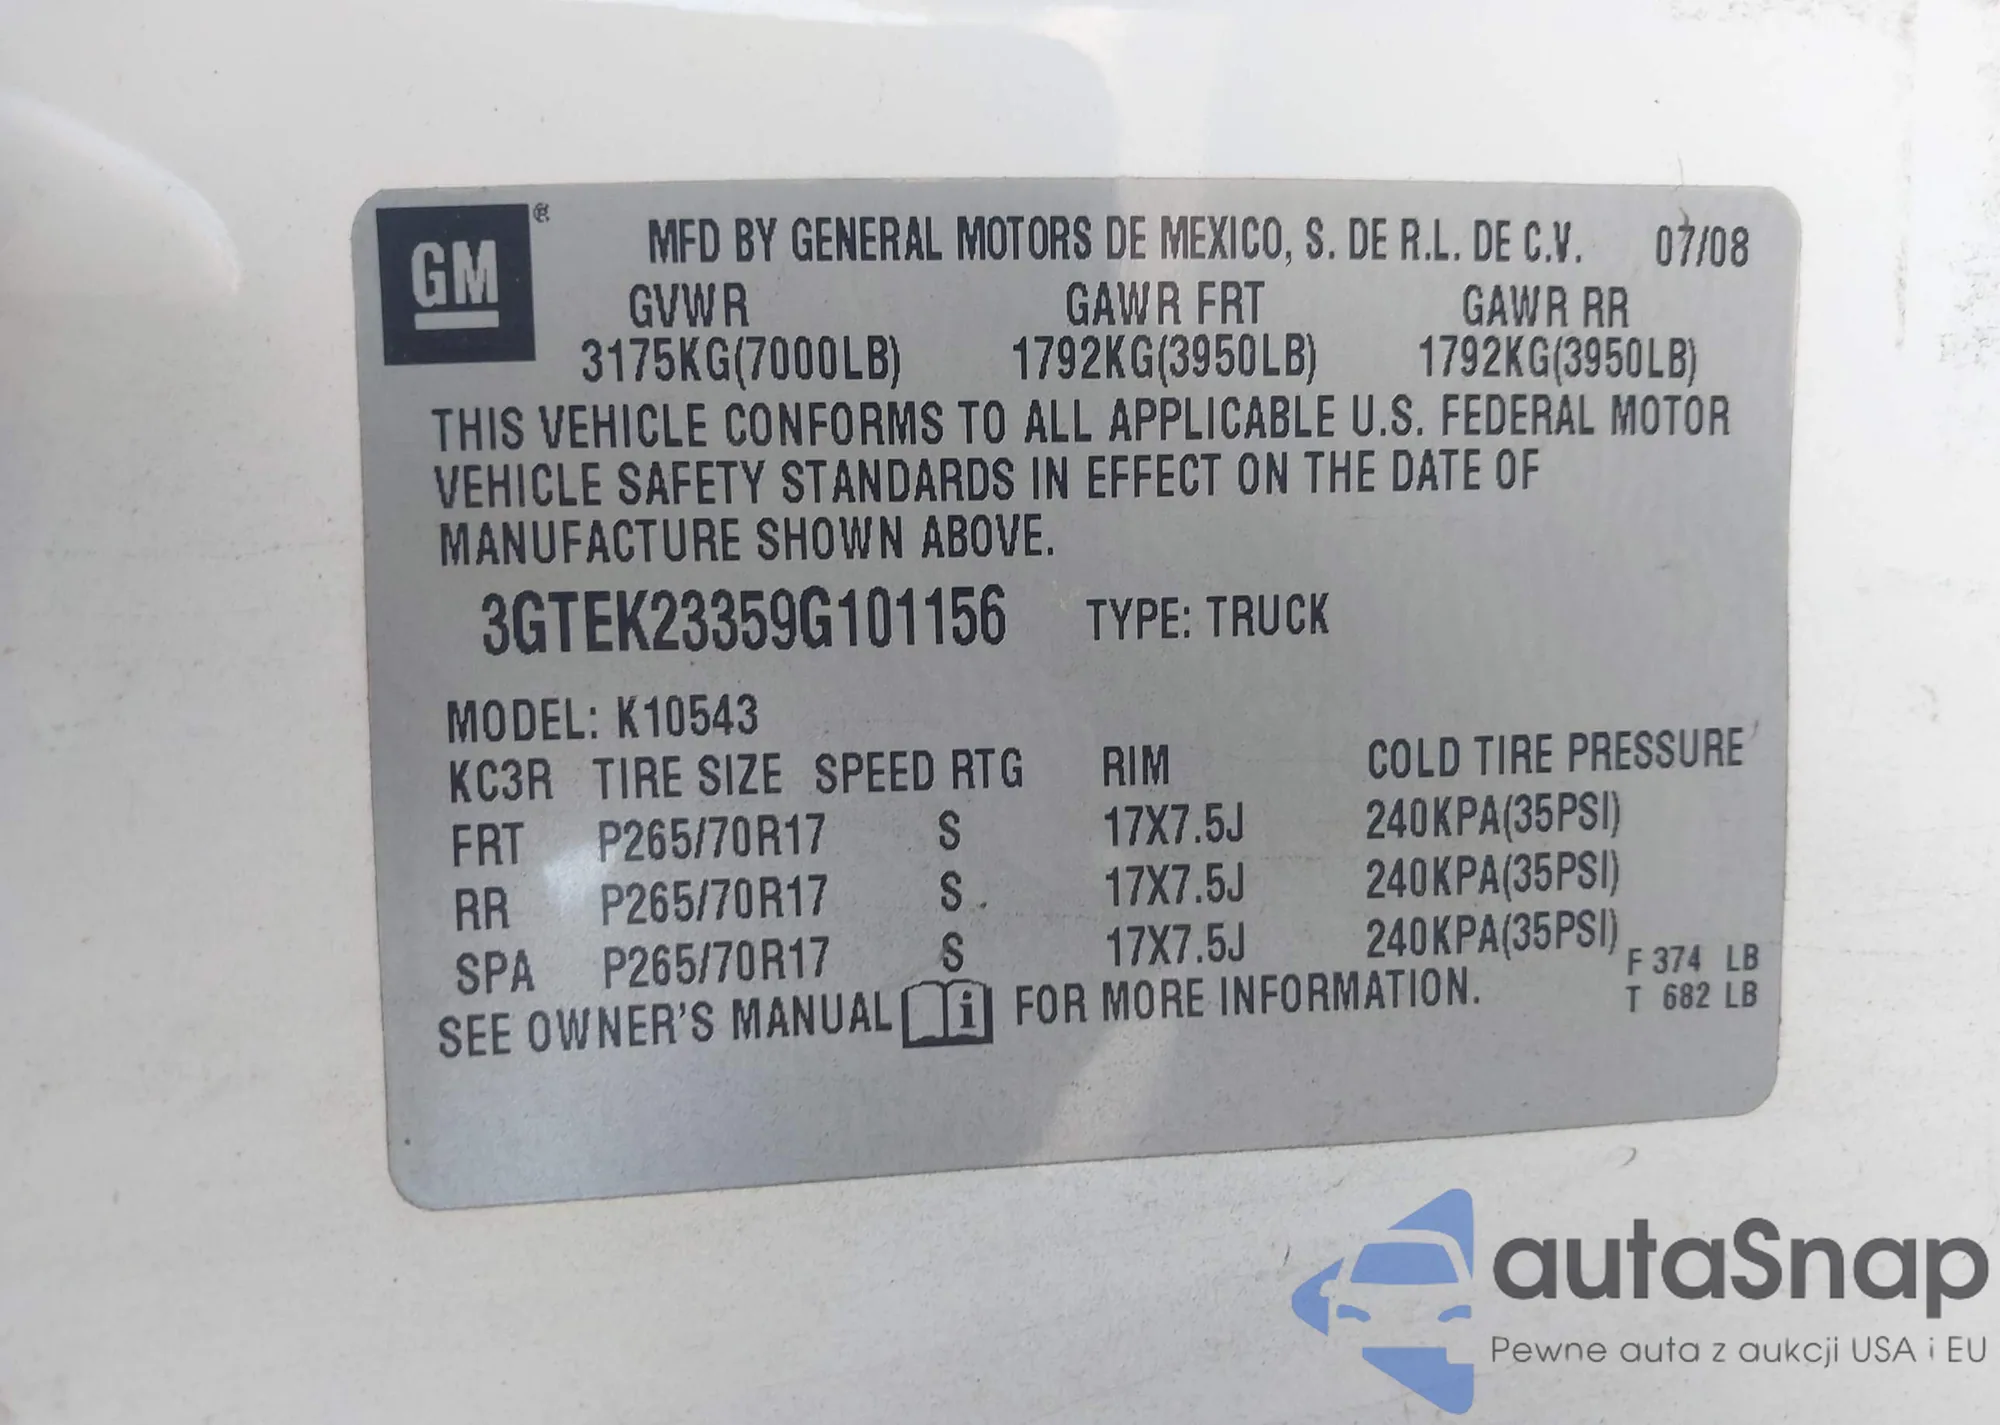 GM ®
MFD BY GENERAL MOTORS DE MEXICO, S. DE R.L. DE C.V. 07/08
GVWR GAWR FRT GAWR RR
3175KG(7000LB) 1792KG(3950LB) 1792KG(3950LB)
THIS VEHICLE CONFORMS TO ALL APPLICABLE U.S. FEDERAL MOTOR
VEHICLE SAFETY STANDARDS IN EFFECT ON THE DATE OF
MANUFACTURE SHOWN ABOVE.
3GTEK23359G101156 TYPE: TRUCK
MODEL: K10543
KC3R TIRE SIZE SPEED RTG RIM COLD TIRE PRESSURE
FRT P265/70R17 S 17X7.5J 240KPA(35PSI)
RR P265/70R17 S 17X7.5J 240KPA(35PSI)
SPA P265/70R17 S 17X7.5J 240KPA(35PSI)
F 374 LB
T 682 LB
SEE OWNER'S MANUAL i FOR MORE INFORMATION.
autaSnap
Pewne auta z aukcji USA i EU